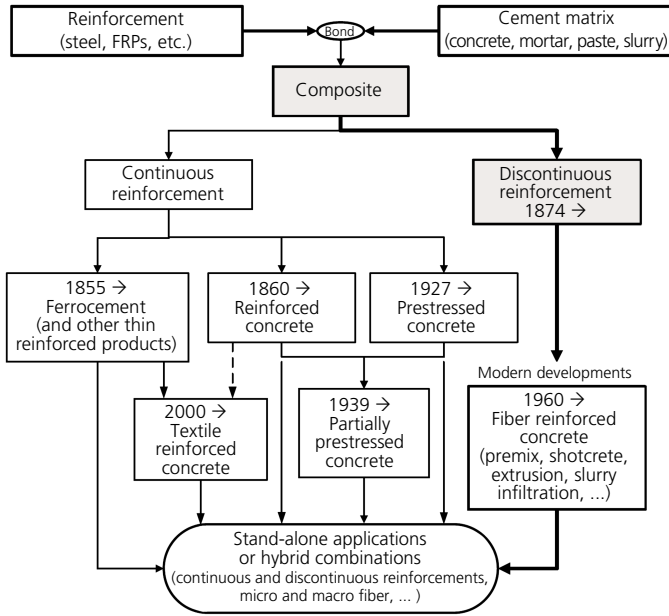 Reinforcement
(steel, FRPs, etc.)
Bond
Cement matrix
(concrete, mortar, paste, slurry)
Composite
Continuous
reinforcement
Discontinuous
reinforcement
1874 →
1855 →
Ferrocement
(and other thin
reinforced products)
1860 →
Reinforced
concrete
1927 →
Prestressed
concrete
Modern developments
2000 →
Textile
reinforced
concrete
1939 →
Partially
prestressed
concrete
1960 →
Fiber reinforced
concrete
(premix, shotcrete,
extrusion, slurry
infiltration, ...)
Stand-alone applications
or hybrid combinations
(continuous and discontinuous reinforcements,
micro and macro fiber, ... )